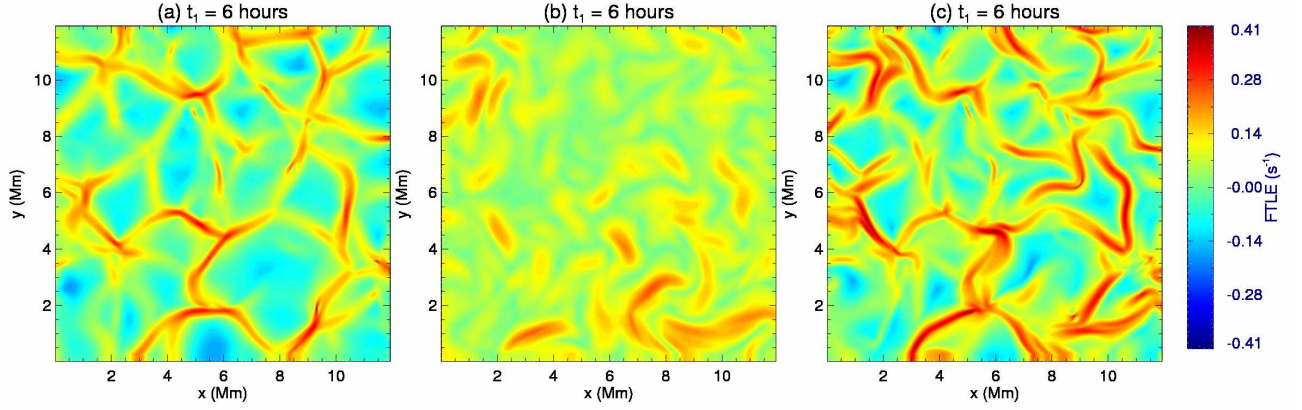 (a) t₁ = 6 hours
(b) t₁ = 6 hours
(c) t₁ = 6 hours
y (Mm)
10
8
6
4
2
2 4 6 8 10
x (Mm)
y (Mm)
10
8
6
4
2
2 4 6 8 10
x (Mm)
y (Mm)
10
8
6
4
2
2 4 6 8 10
x (Mm)
0.41
0.28
0.14
-0.00
-0.14
-0.28
-0.41
FTLE (s⁻¹)